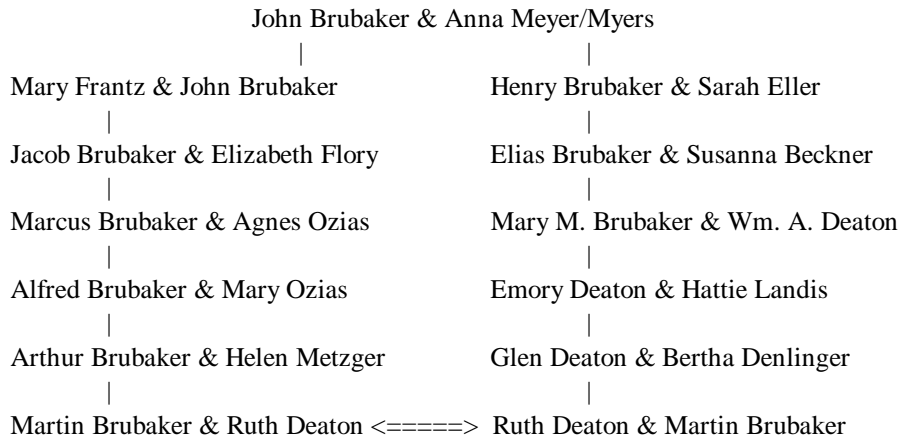 John Brubaker & Anna Meyer/Myers
| |
Mary Frantz & John Brubaker Henry Brubaker & Sarah Eller
| |
Jacob Brubaker & Elizabeth Flory Elias Brubaker & Susanna Beckner
| |
Marcus Brubaker & Agnes Ozias Mary M. Brubaker & Wm. A. Deaton
| |
Alfred Brubaker & Mary Ozias Emory Deaton & Hattie Landis
| |
Arthur Brubaker & Helen Metzger Glen Deaton & Bertha Denlinger
| |
Martin Brubaker & Ruth Deaton <=====> Ruth Deaton & Martin Brubaker